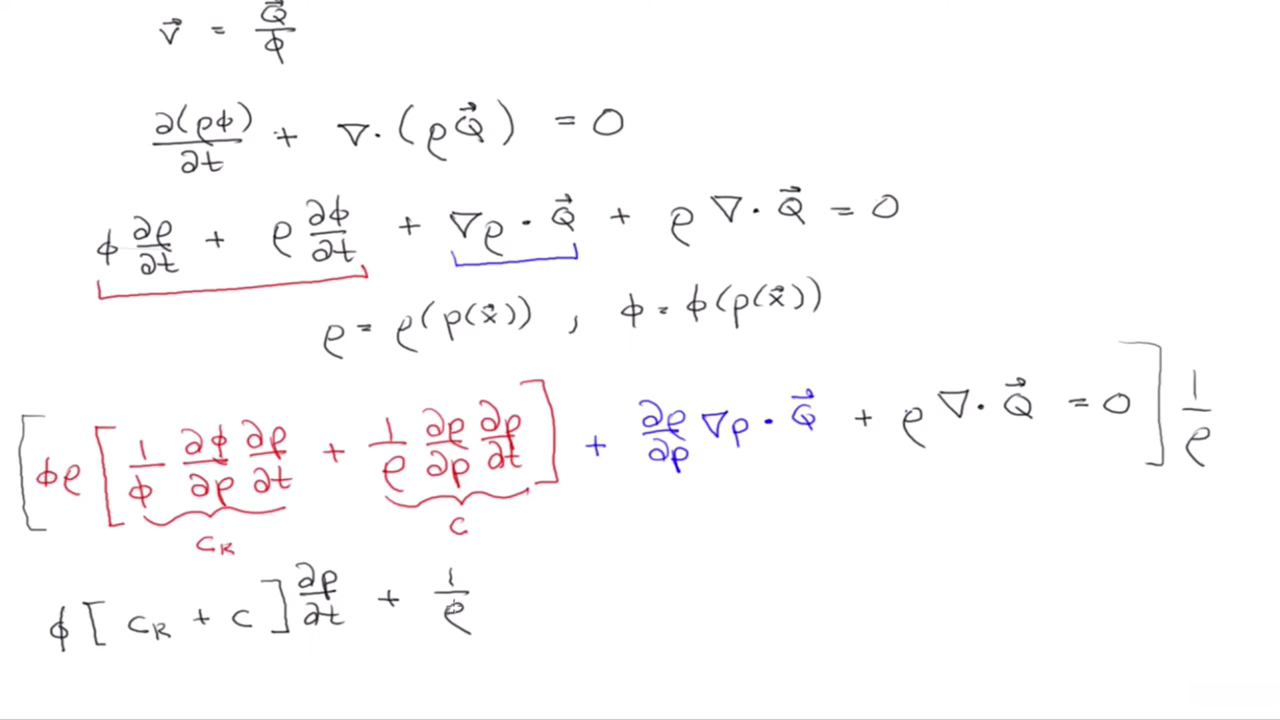 v⃗ = Q⃗/ϕ
∂(ρϕ)/∂t + ∇·(ρQ⃗) = 0
ϕ ∂ρ/∂t + ρ ∂ϕ/∂t + ∇ρ·Q⃗ + ρ∇·Q⃗ = 0
ρ = ρ(p(x⃗)), ϕ = ϕ(p(x⃗))
[ϕρ[1/ϕ ∂ϕ/∂p ∂p/∂t + 1/ρ ∂ρ/∂p ∂p/∂t] + ∂ρ/∂p ∇p·Q⃗ + ρ∇·Q⃗ = 0] 1/ρ
c_R c
ϕ[c_R + c] ∂p/∂t + 1/ρ